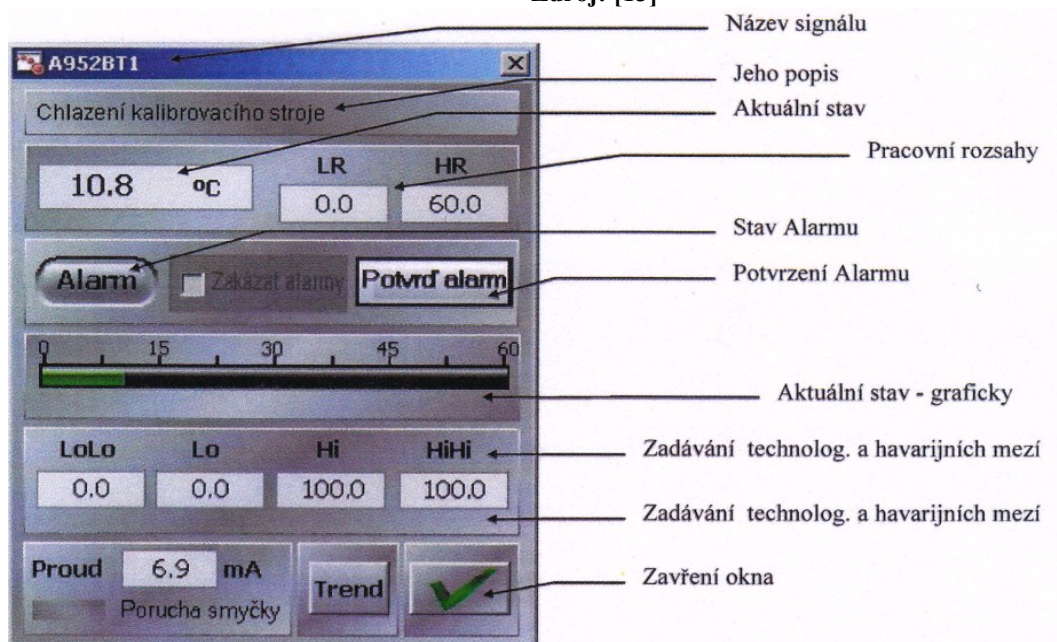 Zdroj: [15]
Název signálu
A952BT1
Jeho popis
Chlazení kalibrovacího stroje
Aktuální stav
Pracovní rozsahy
LR HR
10.8 ºC 0.0 60.0
Stav Alarmu
Alarm Zakázat alarmy Potvrď alarm
Potvrzení Alarmu
0 15 30 45 60
Aktuální stav - graficky
LoLo Lo Hi HiHi
Zadávání technolog. a havarijních mezí
0.0 0.0 100.0 100.0
Zadávání technolog. a havarijních mezí
Proud 6.9 mA
Trend
Zavření okna
Porucha smyčky